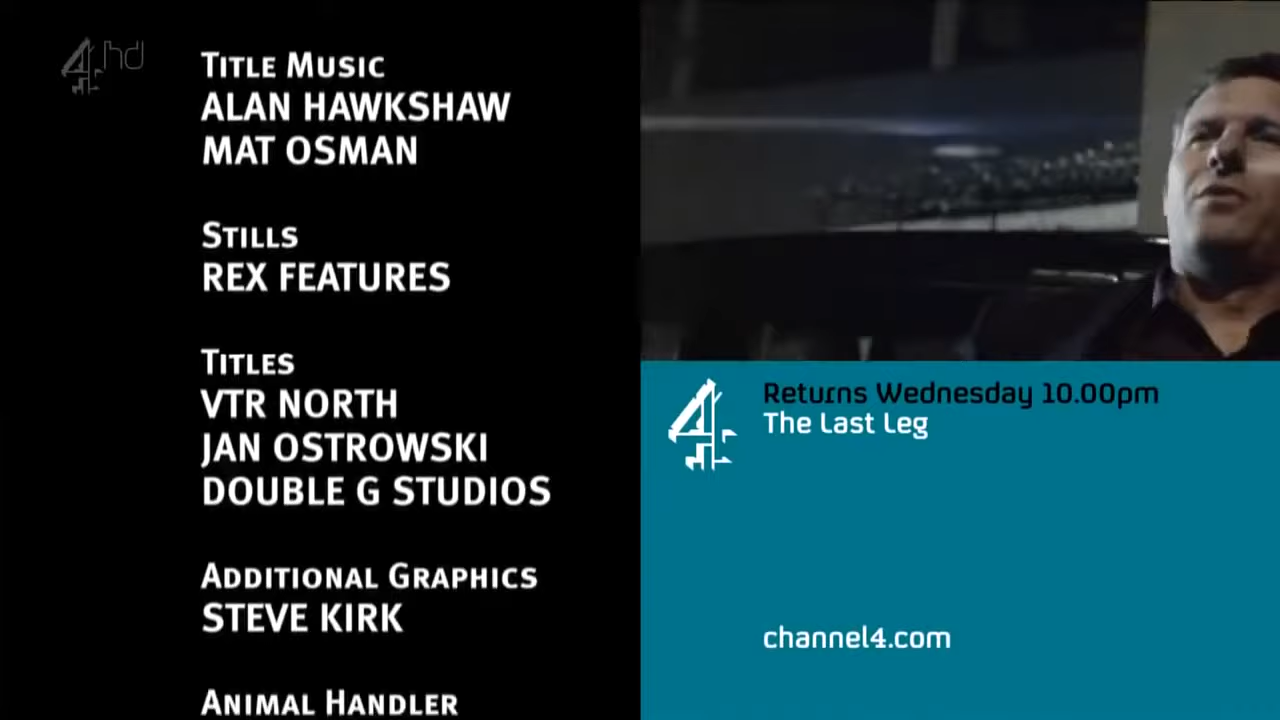 4hd
Title Music
ALAN HAWKSHAW
MAT OSMAN
Stills
REX FEATURES
Titles
VTR NORTH
JAN OSTROWSKI
DOUBLE G STUDIOS
Additional Graphics
STEVE KIRK
Animal Handler
4
Returns Wednesday 10.00pm
The Last Leg
channel4.com